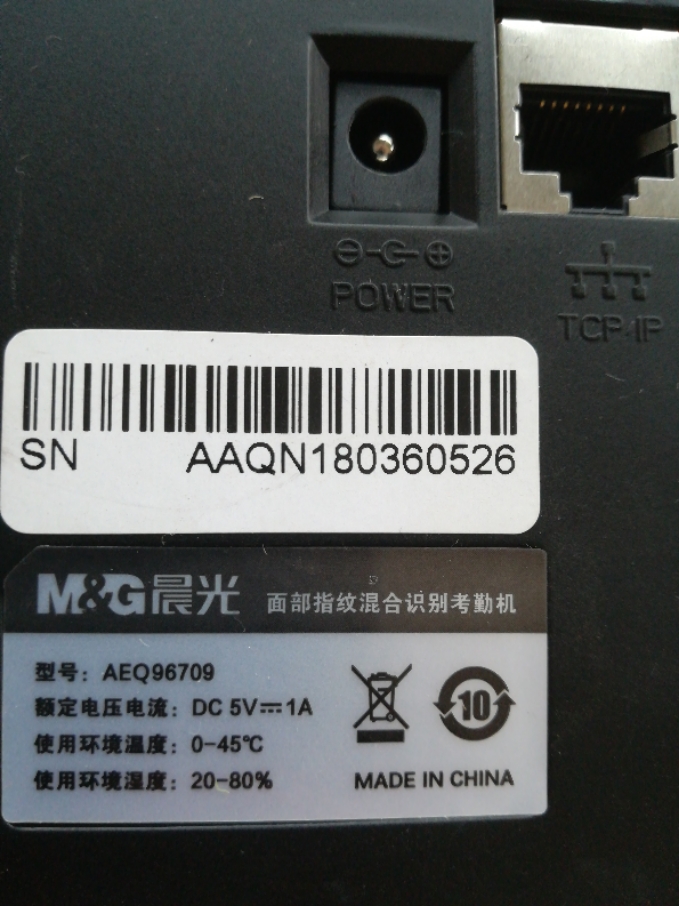 POWER
TCP/IP
SN AAQN180360526
M&G晨光 面部指纹混合识别考勤机
型号：AEQ96709
额定电压电流：DC 5V⎓1A
使用环境温度：0-45℃
使用环境湿度：20-80%
10
MADE IN CHINA